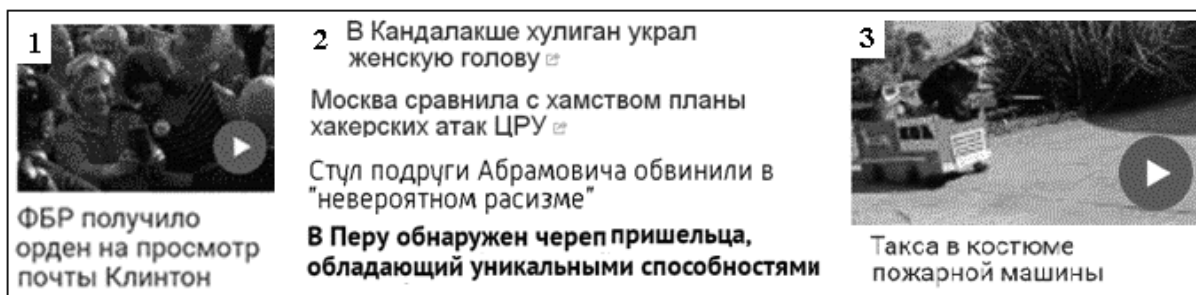 1
ФБР получило
орден на просмотр
почты Клинтон
2 В Кандалакше хулиган украл
женскую голову
Москва сравнила с хамством планы
хакерских атак ЦРУ
Стул подруги Абрамовича обвинили в
"невероятном расизме"
В Перу обнаружен череп пришельца,
обладающий уникальными способностями
3
Такса в костюме
пожарной машины